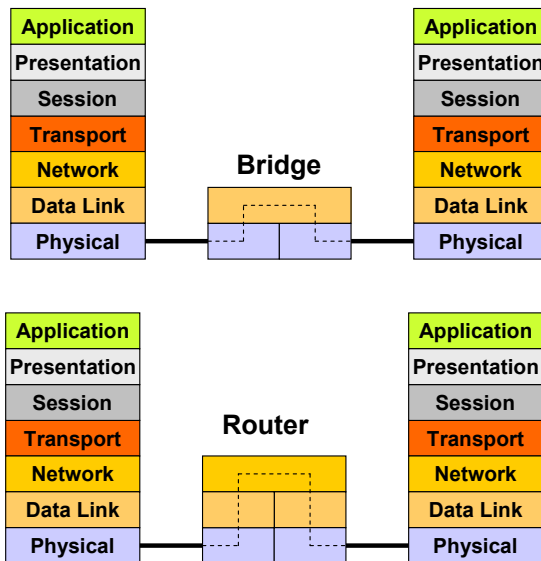 Application
Presentation
Session
Transport
Network
Data Link
Physical
Bridge
Application
Presentation
Session
Transport
Network
Data Link
Physical
Application
Presentation
Session
Transport
Network
Data Link
Physical
Router
Application
Presentation
Session
Transport
Network
Data Link
Physical